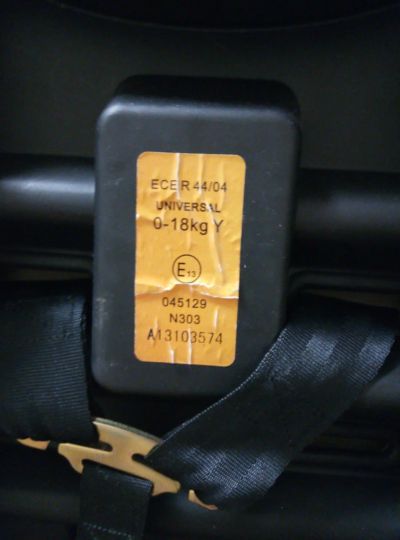 ECE R 44/04
UNIVERSAL
0-18kg Y
E13
045129
N303
A13103574